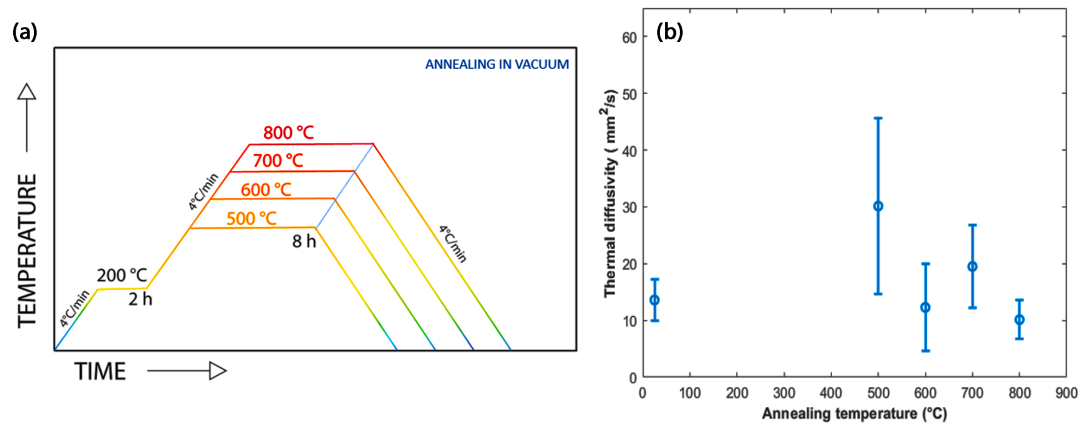 (a)
ANNEALING IN VACUUM
TEMPERATURE
TIME
4°C/min
200 °C
2 h
4°C/min
800 °C
700 °C
600 °C
500 °C
8 h
4°C/min
(b)
Thermal diffusivity ( mm²/s)
60
50
40
30
20
10
0
0 100 200 300 400 500 600 700 800 900
Annealing temperature (°C)